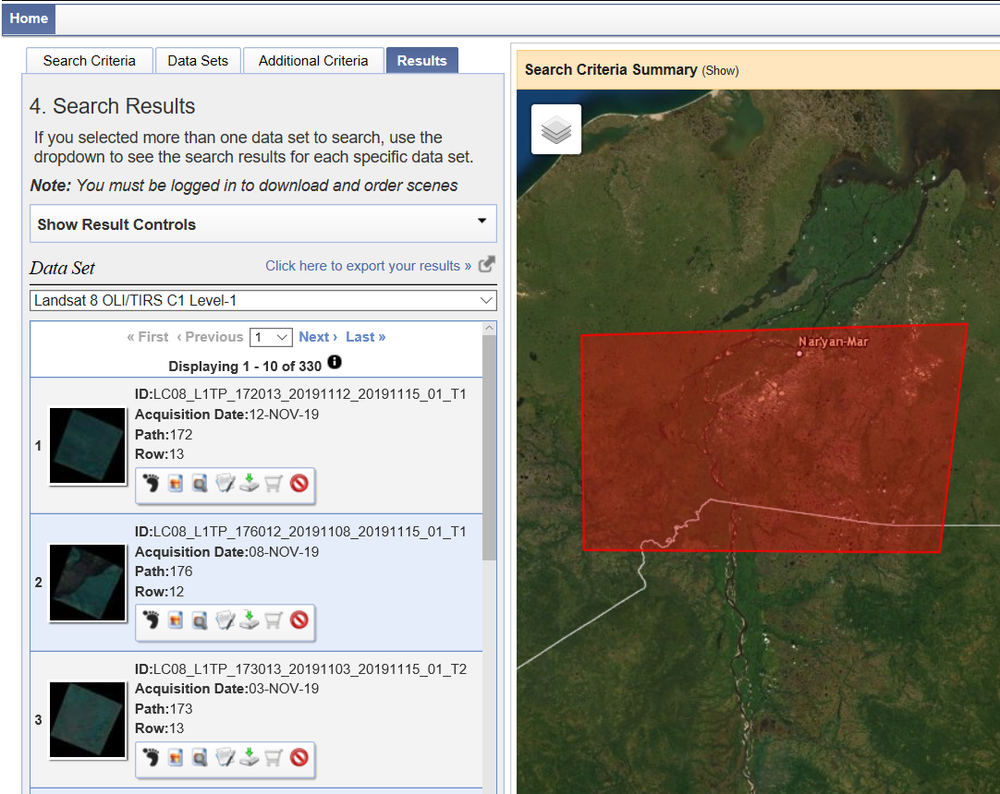 Home
Search Criteria
Data Sets
Additional Criteria
Results
4. Search Results
If you selected more than one data set to search, use the
dropdown to see the search results for each specific data set.
Note: You must be logged in to download and order scenes
Show Result Controls
Data Set
Click here to export your results »
Landsat 8 OLI/TIRS C1 Level-1
« First ‹ Previous 1 Next › Last »
Displaying 1 - 10 of 330
1
ID:LC08_L1TP_172013_20191112_20191115_01_T1
Acquisition Date:12-NOV-19
Path:172
Row:13
2
ID:LC08_L1TP_176012_20191108_20191115_01_T1
Acquisition Date:08-NOV-19
Path:176
Row:12
3
ID:LC08_L1TP_173013_20191103_20191115_01_T2
Acquisition Date:03-NOV-19
Path:173
Row:13
Search Criteria Summary (Show)
Nar'yan-Mar